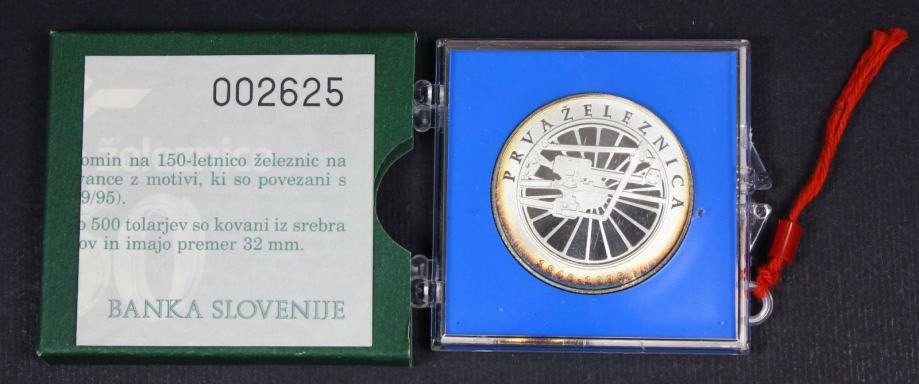 002625
železnice
omin na 150-letnico železnic na
vance z motivi, ki so povezani s
9/95).
500 tolarjev so kovani iz srebra
ov in imajo premer 32 mm.
BANKA SLOVENIJE
PRVA ŽELEZNICA